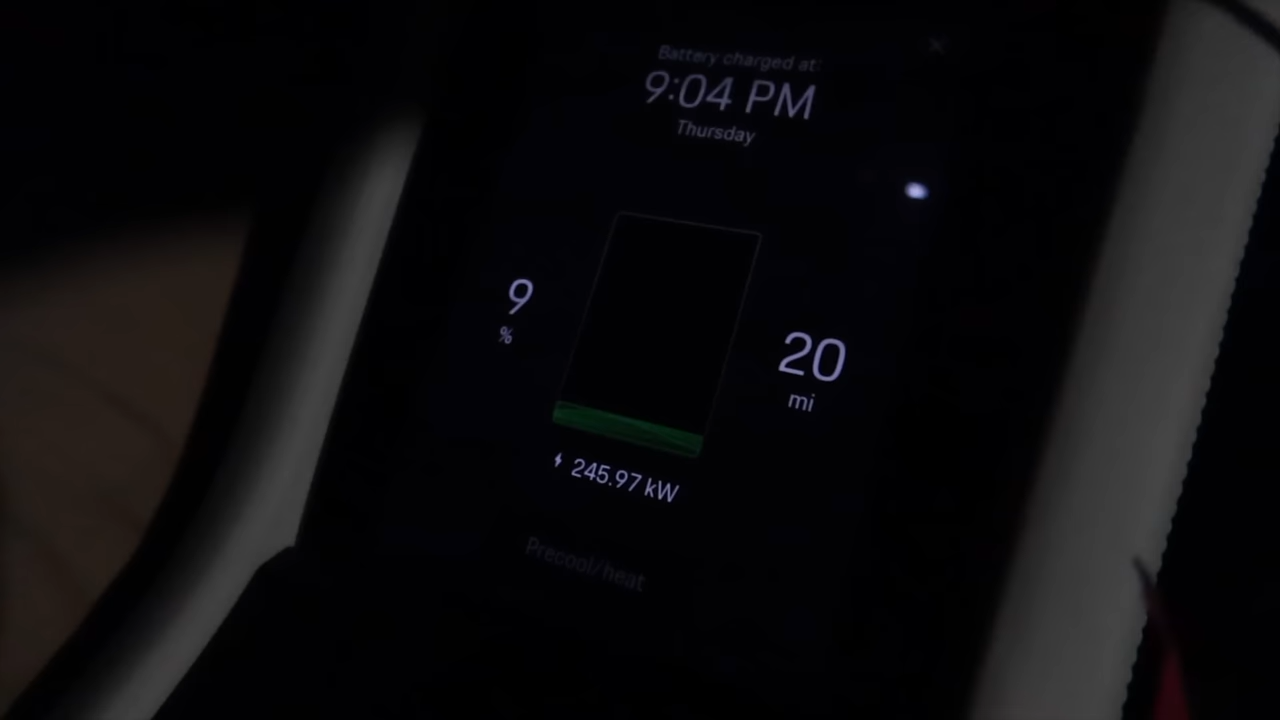 Battery charged at:
9:04 PM
Thursday
9
%
20
mi
245.97 kW
Precool/heat